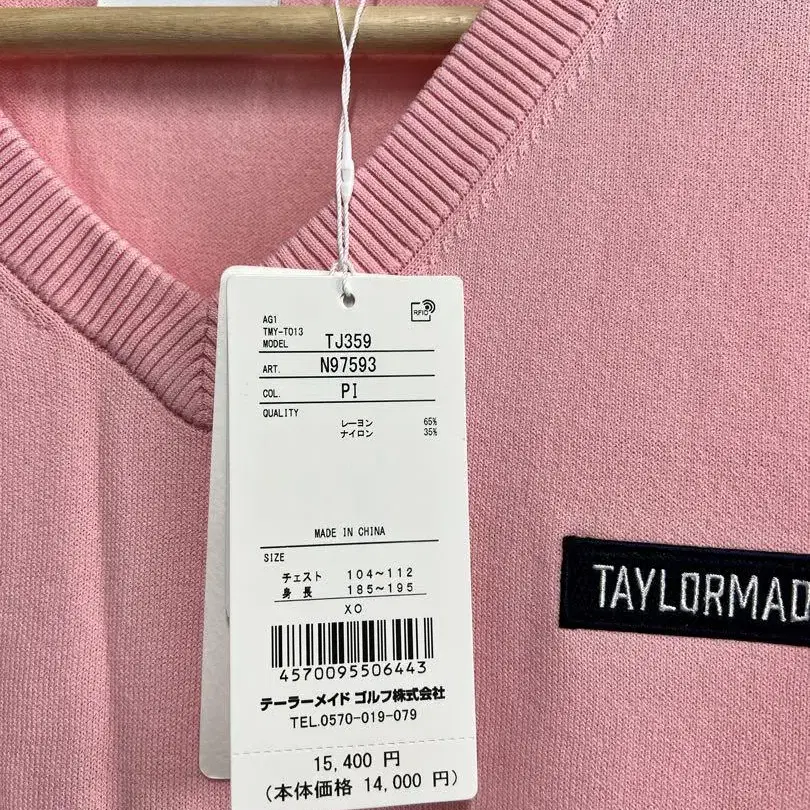 RFID
AG1
TMY-T013
MODEL TJ359
ART. N97593
COL. PI
QUALITY
レーヨン 65%
ナイロン 35%
MADE IN CHINA
SIZE
チェスト 104~112
身長 185~195
XO
4570095506443
テーラーメイド ゴルフ株式会社
TEL.0570-019-079
15,400 円
(本体価格 14,000 円)
TAYLORMAD